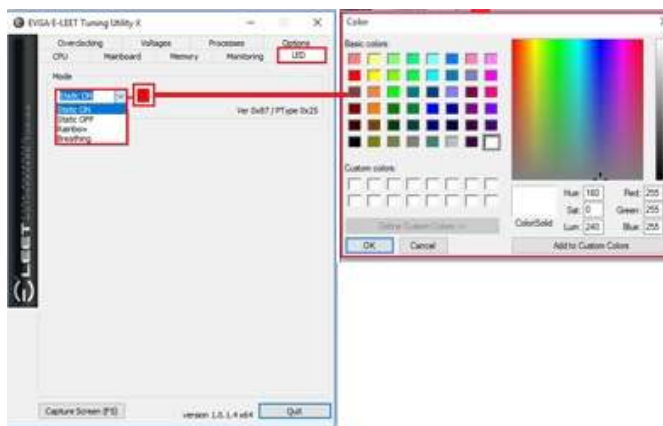 EVGA E-LEET Tuning Utility X
Overclocking Voltages Processes Options
CPU Mainboard Memory Monitoring LED
Mode
Static ON
Ver 0x87 / PType 0x25
Static ON
Static OFF
Rainbow
Breathing
E-LEET
Capture Screen (F5)
version 1.0.1.4 x64
Quit
Color
Basic colors:
Custom colors:
Define Custom Colors >>
OK Cancel
Color|Solid
Hue: 160 Red: 255
Sat: 0 Green: 255
Lum: 240 Blue: 255
Add to Custom Colors